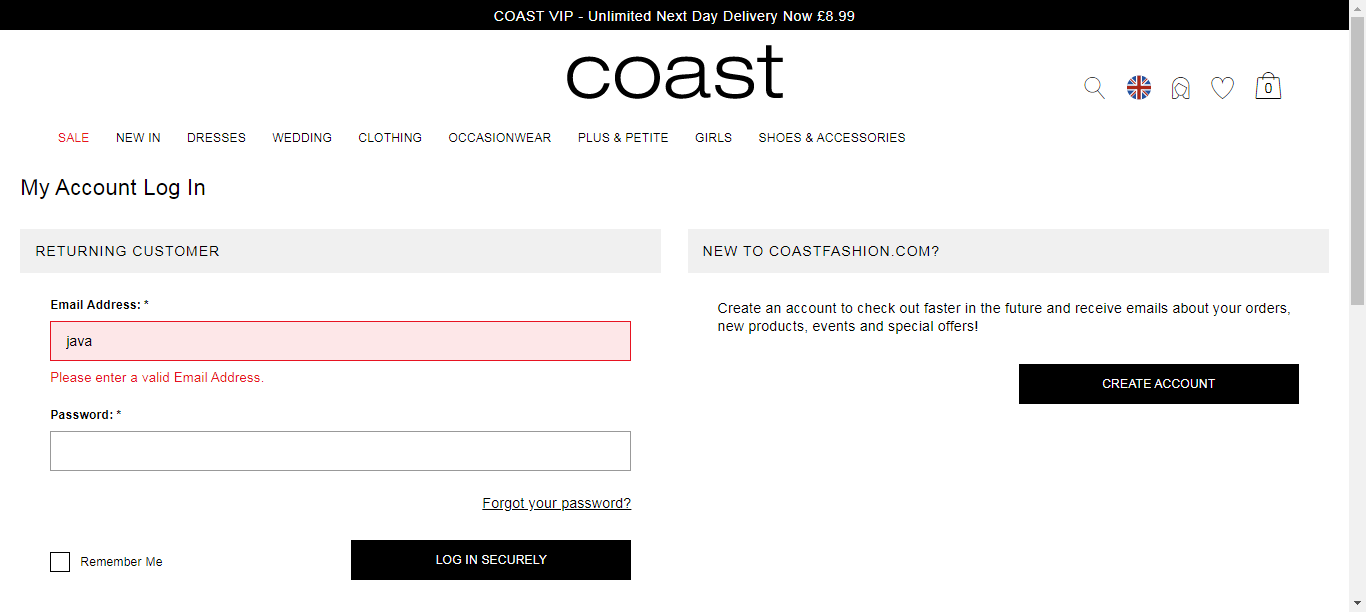 COAST VIP - Unlimited Next Day Delivery Now £8.99
coast
0
SALE NEW IN DRESSES WEDDING CLOTHING OCCASIONWEAR PLUS & PETITE GIRLS SHOES & ACCESSORIES
My Account Log In
RETURNING CUSTOMER
Email Address: *
java
Please enter a valid Email Address.
Password: *
Forgot your password?
Remember Me
LOG IN SECURELY
NEW TO COASTFASHION.COM?
Create an account to check out faster in the future and receive emails about your orders,
new products, events and special offers!
CREATE ACCOUNT